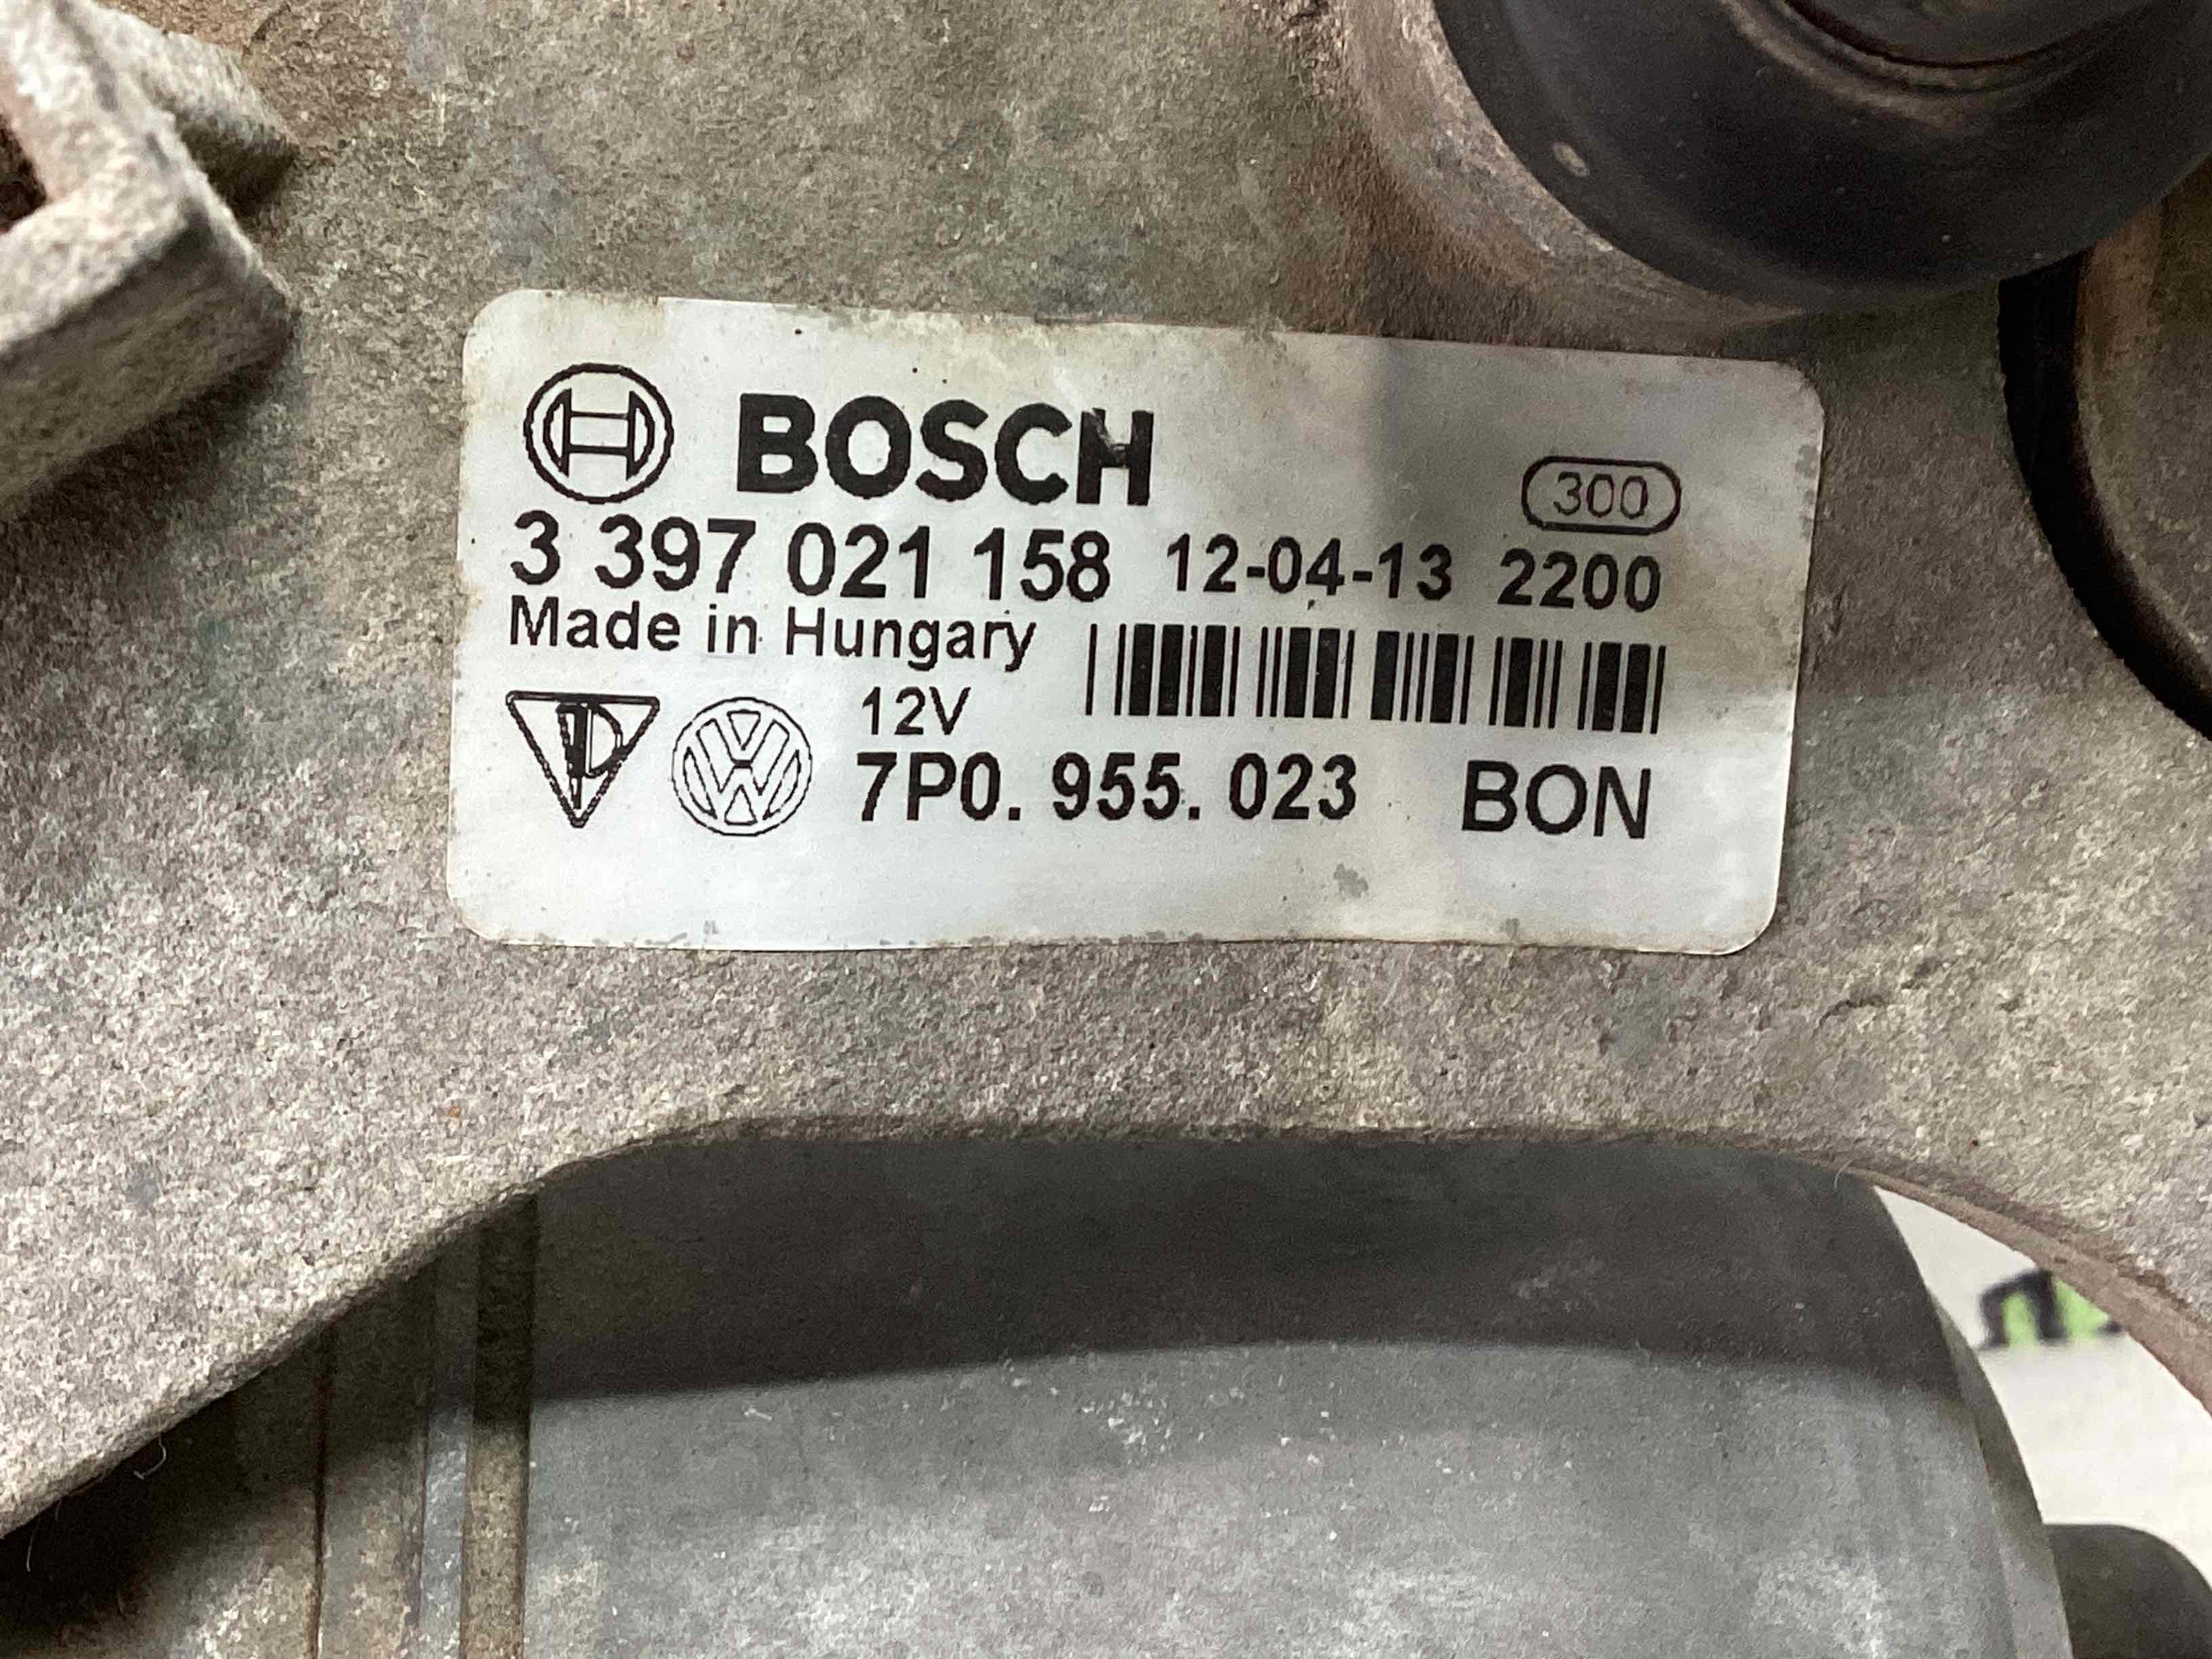 BOSCH
300
3 397 021 158 12-04-13 2200
Made in Hungary
12V
7P0. 955. 023 BON